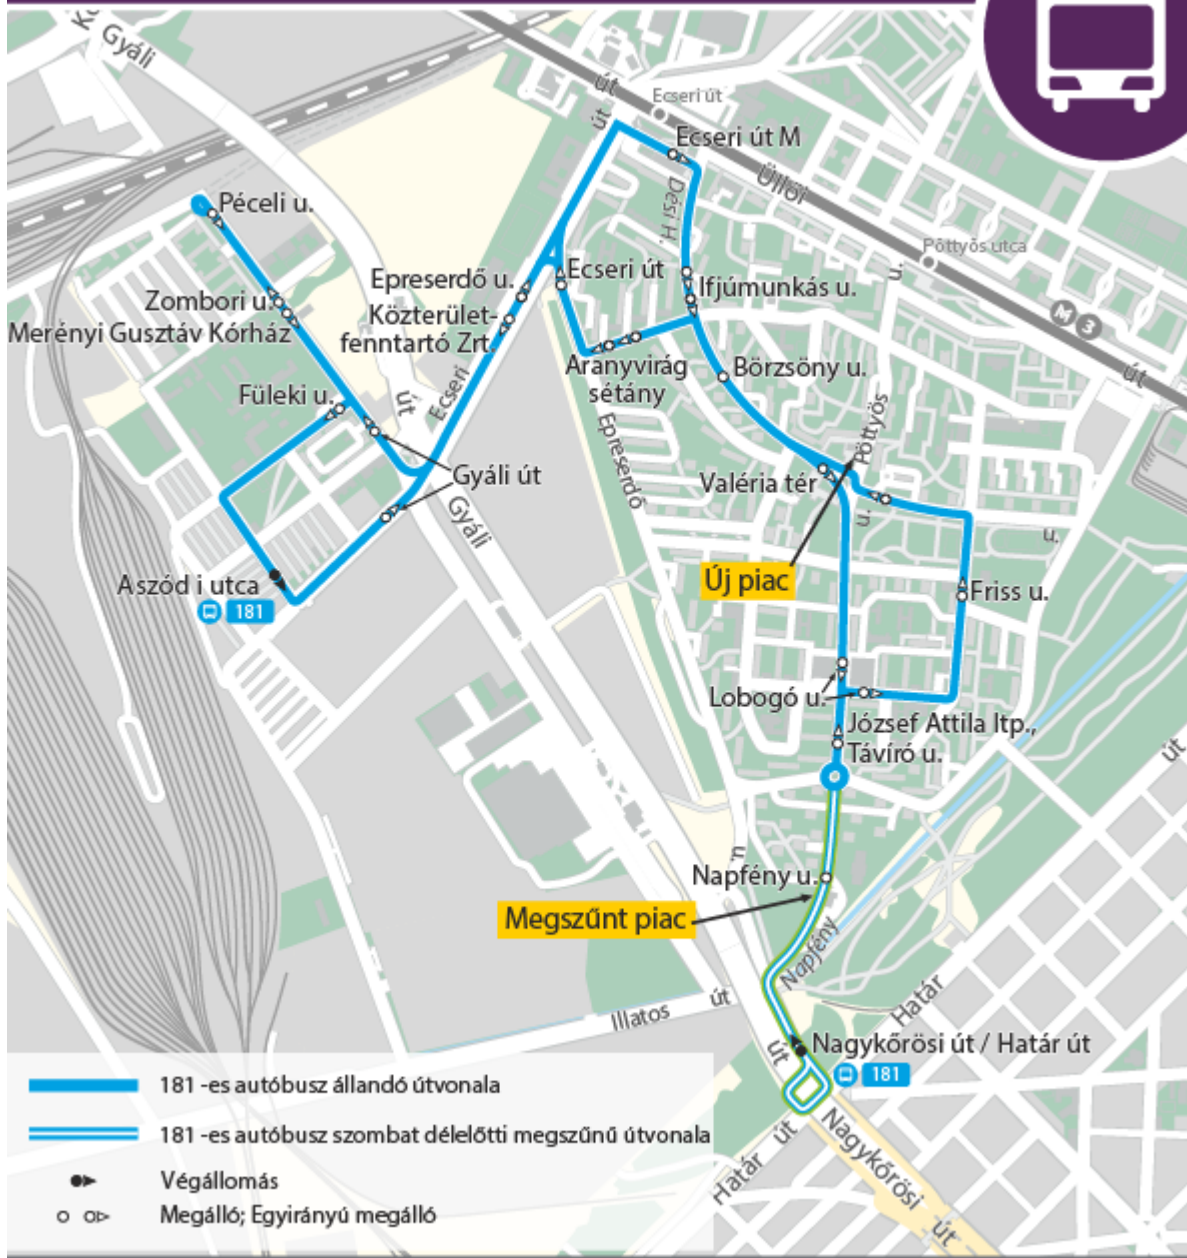 Gyáli
út
Ecseri út
út
Ecseri út M
Üllői
Dési H.
Péceli u.
Pöttyös utca
Ecseri út
u.
Epreserdő u.
Ifjúmunkás u.
Zombori u.
Merényi Gusztáv Kórház
Közterület-
fenntartó Zrt.
M 3
Aranyvirág
sétány
Börzsöny u.
út
Füleki u.
út
Ecseri
Pöttyös
Epreserdő
Gyáli út
Valéria tér
Gyáli
u.
u.
Új piac
Aszód i utca
181
Friss u.
Lobogó u.
József Attila ltp.,
Távíró u.
út
u.
Napfény u.
Megszűnt piac
Napfény
Illatos
út
Határ
út
Nagykőrösi út / Határ út
181
181 -es autóbusz állandó útvonala
181 -es autóbusz szombat délelőtti megszűnő útvonala
út
Nagykőrösi
Határ
Végállomás
Megálló; Egyirányú megálló
út